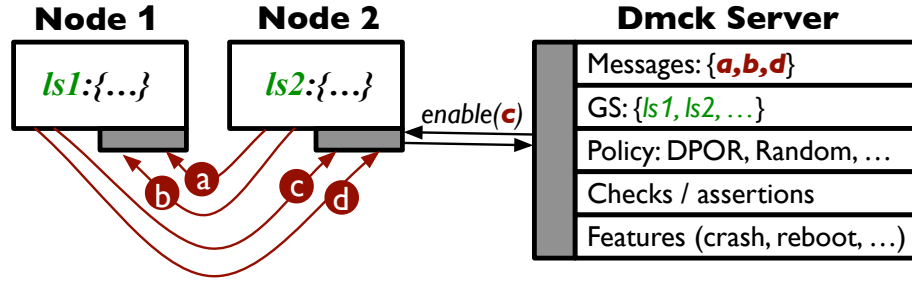 Node 1
Node 2
Dmck Server
ls1:{...}
ls2:{...}
enable(c)
Messages: {a,b,d}
GS: {ls1, ls2, ...}
Policy: DPOR, Random, ...
Checks / assertions
Features (crash, reboot, ...)
b
a
c
d